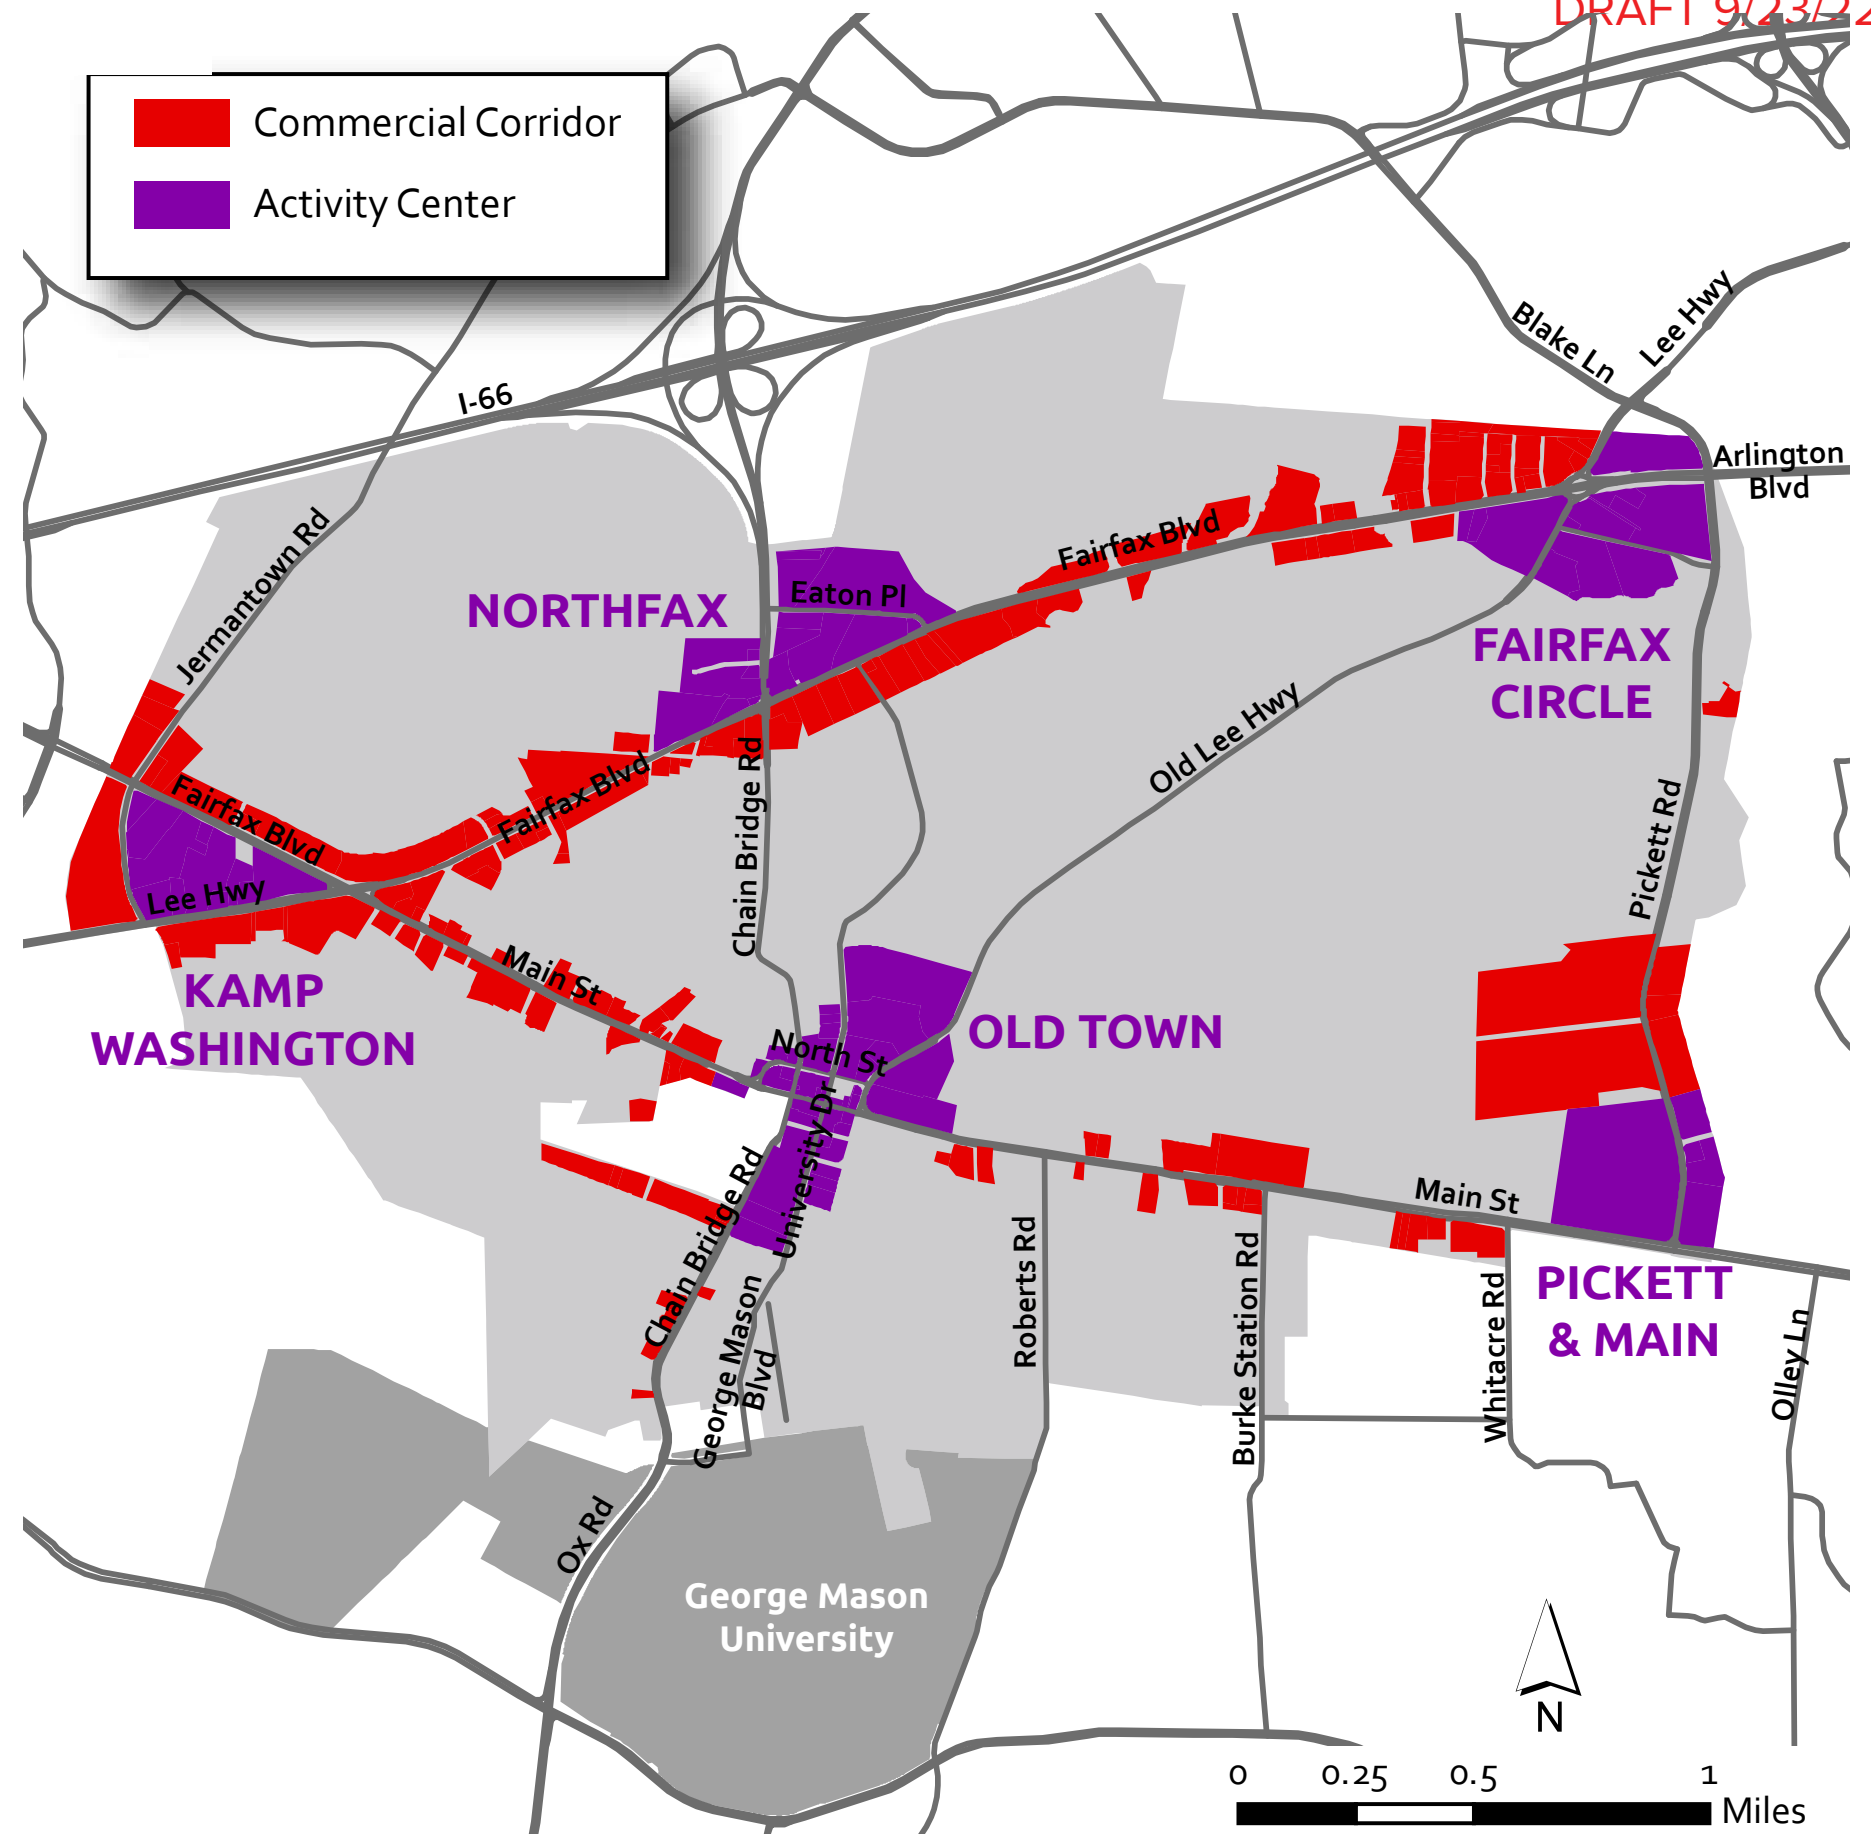 DRAFT 9/23/22
Commercial Corridor
Activity Center
I-66
Blake Ln
Lee Hwy
Arlington
Blvd
Jermantown Rd
NORTHFAX
Eaton Pl
Fairfax Blvd
FAIRFAX
CIRCLE
Old Lee Hwy
Pickett Rd
Fairfax Blvd
Fairfax Blvd
Chain Bridge Rd
Lee Hwy
KAMP
WASHINGTON
Main St
North St
OLD TOWN
University Dr
Chain Bridge Rd
Main St
Roberts Rd
Burke Station Rd
Whitacre Rd
PICKETT
& MAIN
Olley Ln
George Mason
Blvd
Ox Rd
George Mason
University
N
0 0.25 0.5 1
Miles